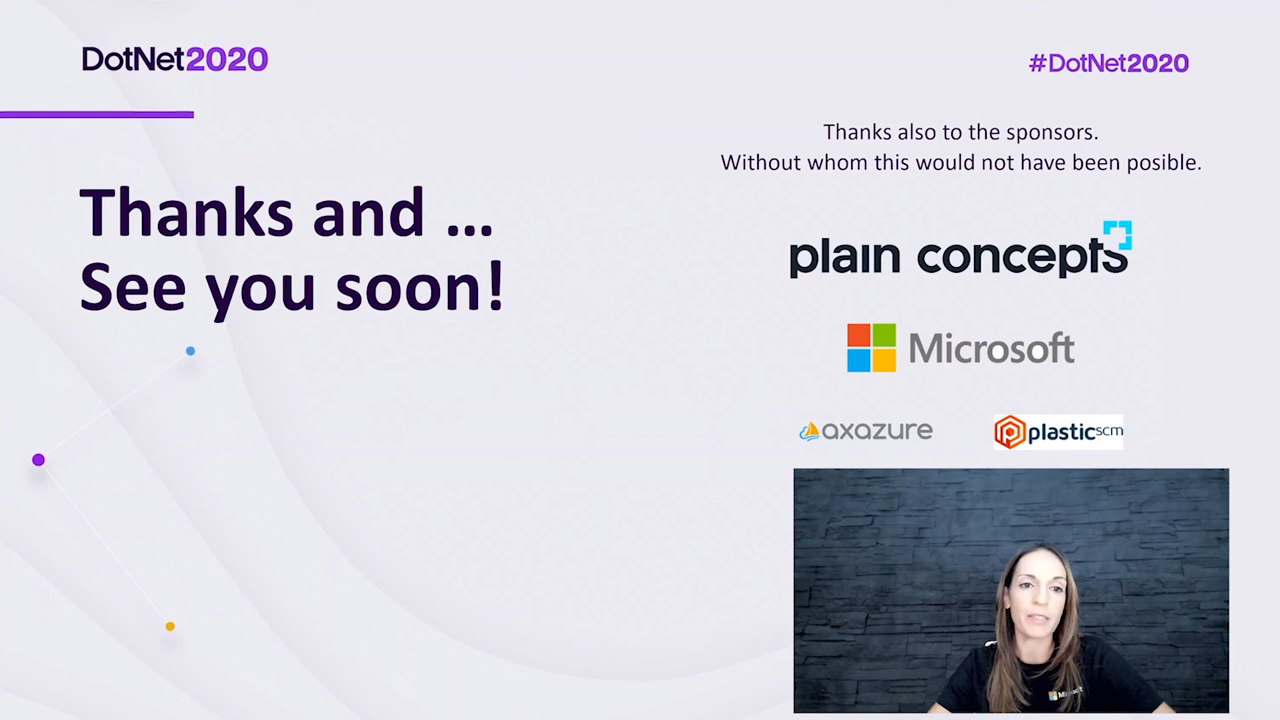 DotNet2020
#DotNet2020
Thanks and ...
See you soon!
Thanks also to the sponsors.
Without whom this would not have been posible.
plain concepts
Microsoft
axazure
plasticscm
Microsoft